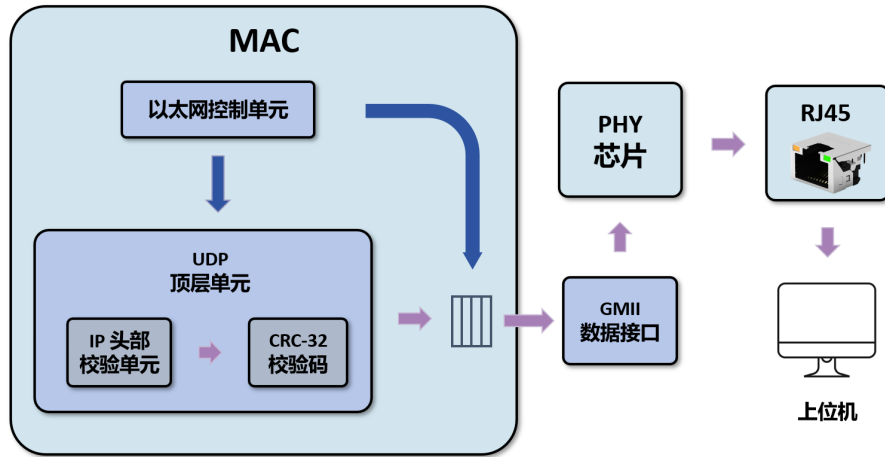 MAC
以太网控制单元
UDP
顶层单元
IP 头部
校验单元
CRC-32
校验码
GMII
数据接口
PHY
芯片
RJ45
上位机